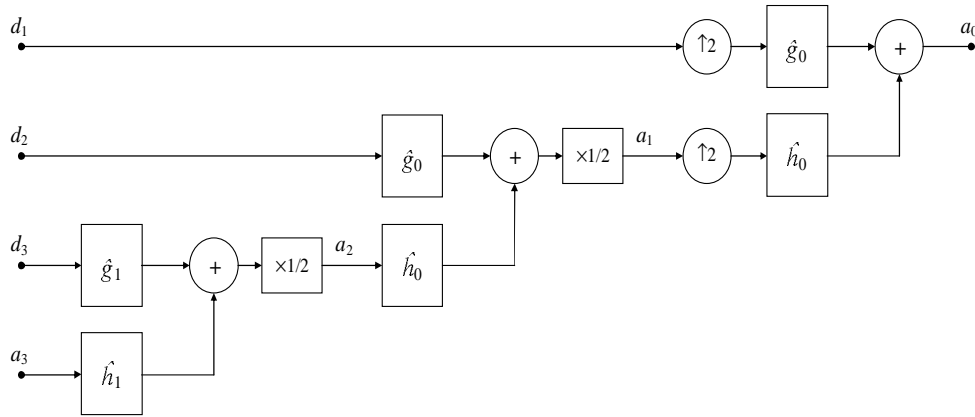 d₁
↑2
ĝ₀
+
a₀
d₂
ĝ₀
+
×1/2
a₁
↑2
ĥ₀
d₃
ĝ₁
+
×1/2
a₂
ĥ₀
a₃
ĥ₁